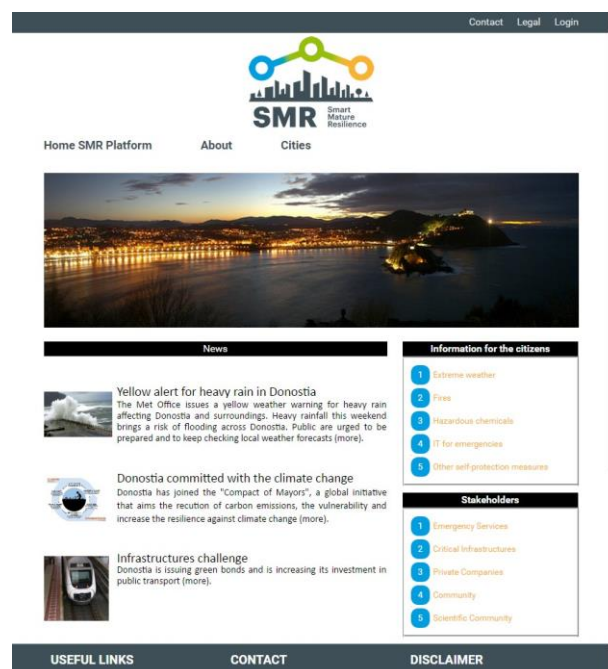 Contact Legal Login
SMR Smart
Mature
Resilience
Home SMR Platform About Cities
News
Yellow alert for heavy rain in Donostia
The Met Office issues a yellow weather warning for heavy rain
affecting Donostia and surroundings. Heavy rainfall this weekend
brings a risk of flooding across Donostia. Public are urged to be
prepared and to keep checking local weather forecasts (more).
Donostia committed with the climate change
Donostia has joined the "Compact of Mayors", a global initiative
that aims the recution of carbon emissions, the vulnerability and
increase the resilience against climate change (more).
Infrastructures challenge
Donostia is issuing green bonds and is increasing its investment in
public transport (more).
Information for the citizens
1 Extreme weather
2 Fires
3 Hazardous chemicals
4 IT for emergencies
5 Other self-protection measures
Stakeholders
1 Emergency Services
2 Critical Infrastructures
3 Private Companies
4 Community
5 Scientific Community
USEFUL LINKS CONTACT DISCLAIMER